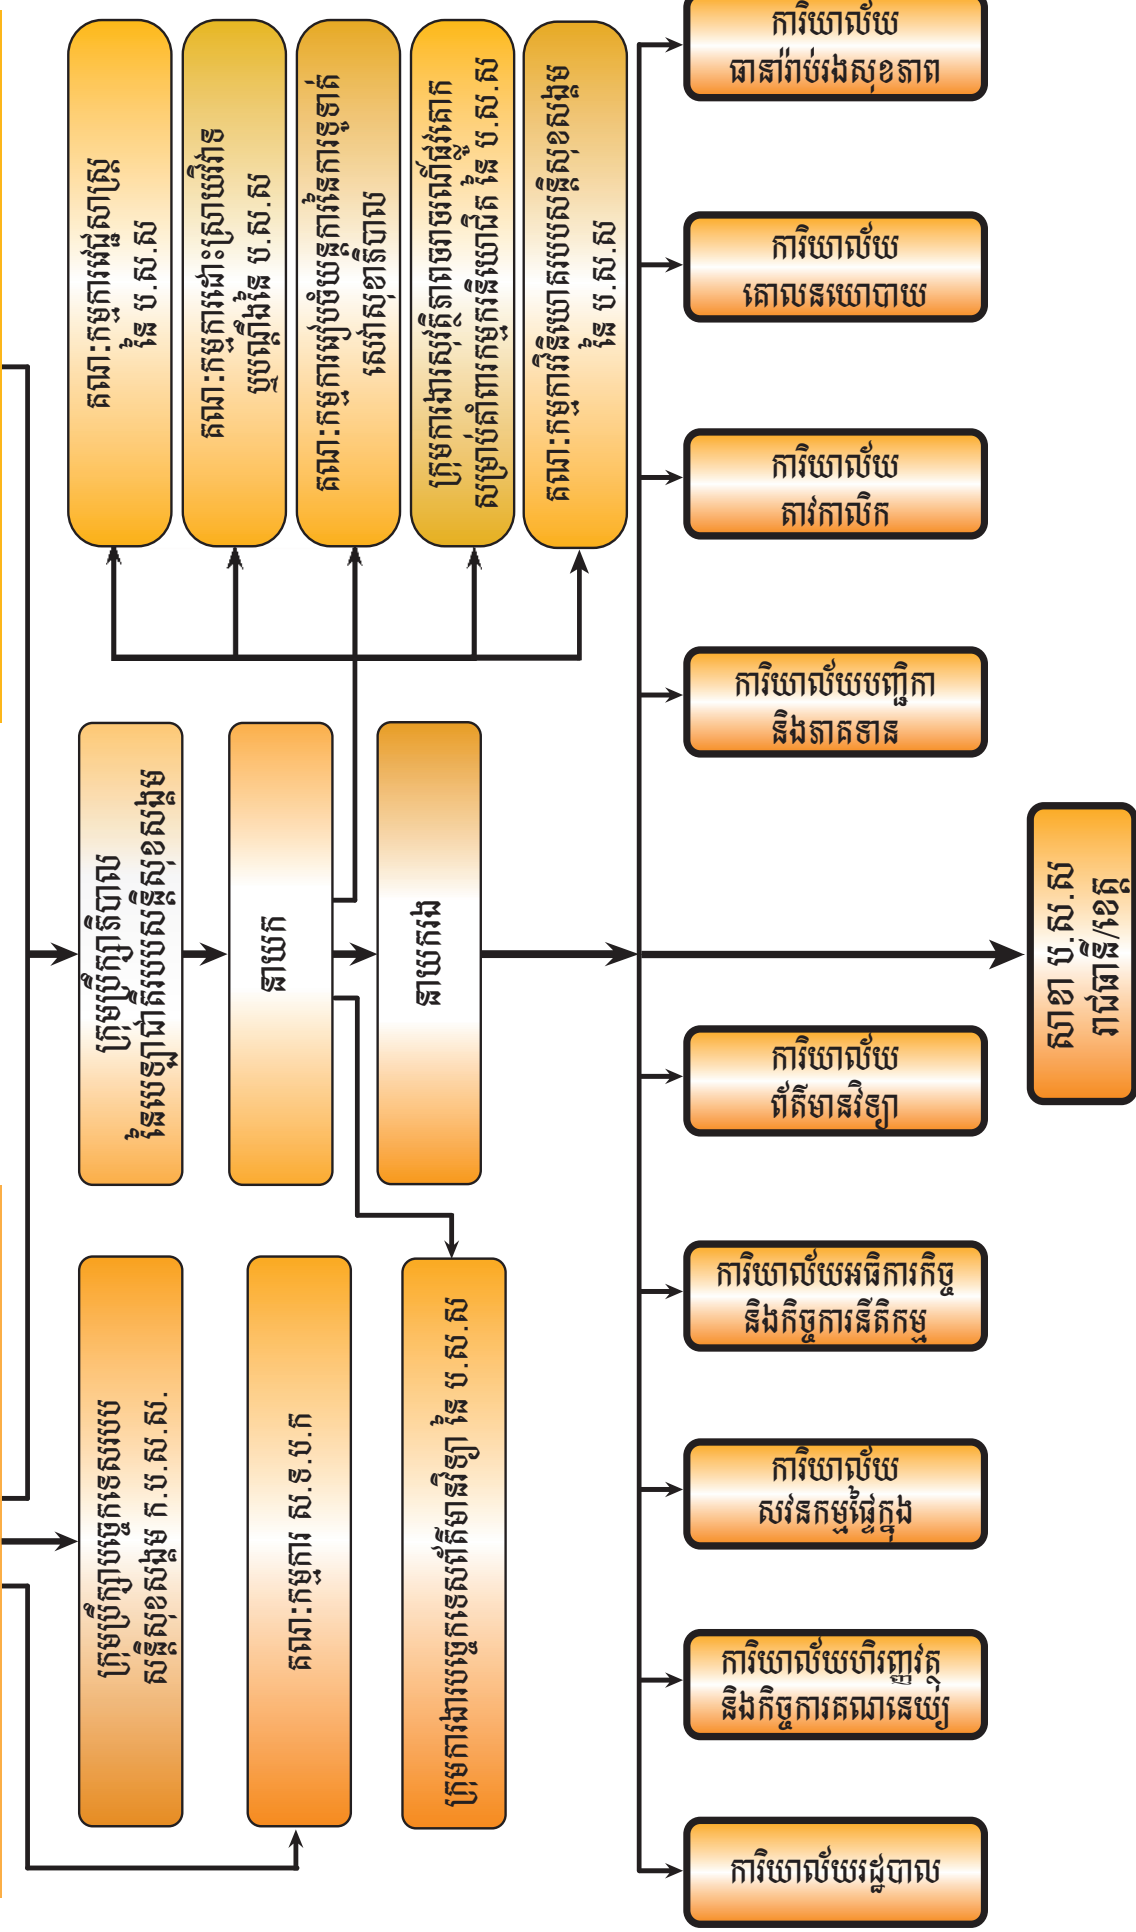 គណៈកម្មការវេជ្ជសាស្ត្រ
នៃ ប.ស.ស
គណៈកម្មការដោះស្រាយវិវាទ
ឬបណ្តឹងនៃ ប.ស.ស
គណៈកម្មការរៀបចំយន្តការនៃការទូទាត់
សេវាសុខាភិបាល
ក្រុមការងារសុវត្ថិភាពចរាចរណ៍ផ្លូវគោក
សម្រាប់គាំពារកម្មករនិយោជិត នៃ ប.ស.ស
គណៈកម្មការវិនិយោគរបបសន្តិសុខសង្គម
នៃ ប.ស.ស
ក្រុមប្រឹក្សាភិបាល
នៃបេឡាជាតិរបបសន្តិសុខសង្គម
នាយក
នាយករង
ក្រុមប្រឹក្សាបច្ចេកទេសរបប
សន្តិសុខសង្គម ក.ប.ស.ស.
គណៈកម្មការ ស.ទ.ប.ក
ក្រុមការងារបច្ចេកទេសព័ត៌មានវិទ្យា នៃ ប.ស.ស
ការិយាល័យ
ធានារ៉ាប់រងសុខភាព
ការិយាល័យ
គោលនយោបាយ
ការិយាល័យ
តាវកាលិក
ការិយាល័យបញ្ជិកា
និងភាគទាន
ការិយាល័យ
ព័ត៌មានវិទ្យា
ការិយាល័យអធិការកិច្ច
និងកិច្ចការនីតិកម្ម
ការិយាល័យ
សវនកម្មផ្ទៃក្នុង
ការិយាល័យហិរញ្ញវត្ថុ
និងកិច្ចការគណនេយ្យ
ការិយាល័យរដ្ឋបាល
សាខា ប.ស.ស
រាជធានី/ខេត្ត